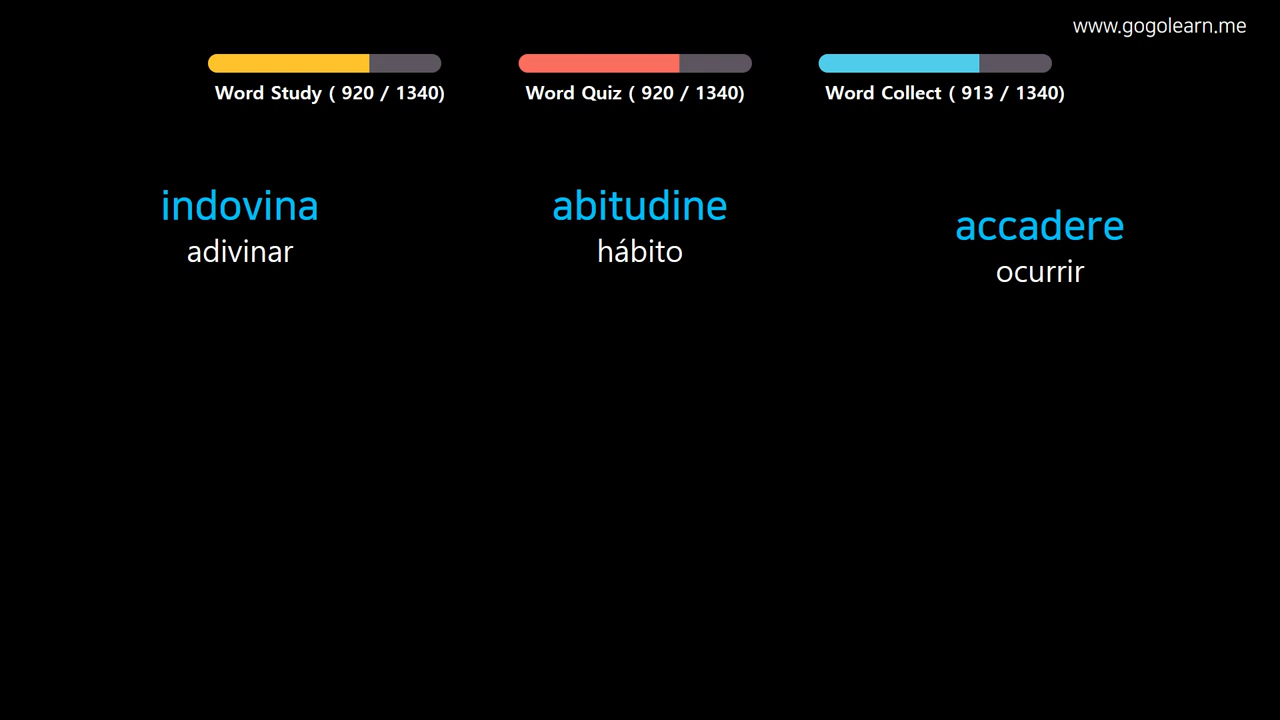 www.gogolearn.me
Word Study ( 920 / 1340)
Word Quiz ( 920 / 1340)
Word Collect ( 913 / 1340)
indovina
adivinar
abitudine
hábito
accadere
ocurrir